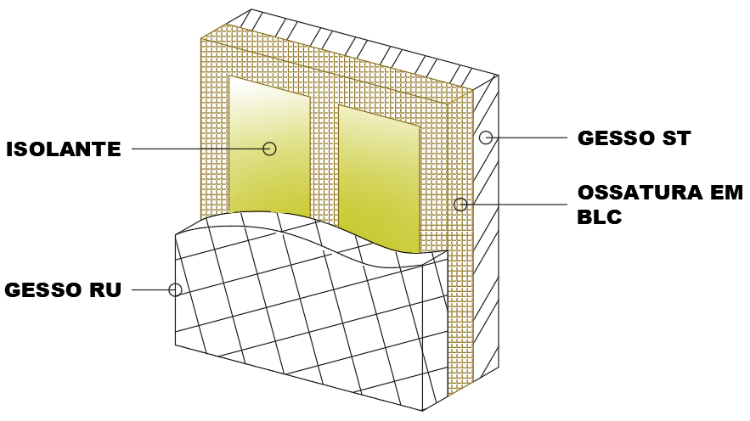 ISOLANTE
GESSO RU
GESSO ST
OSSATURA EM
BLC